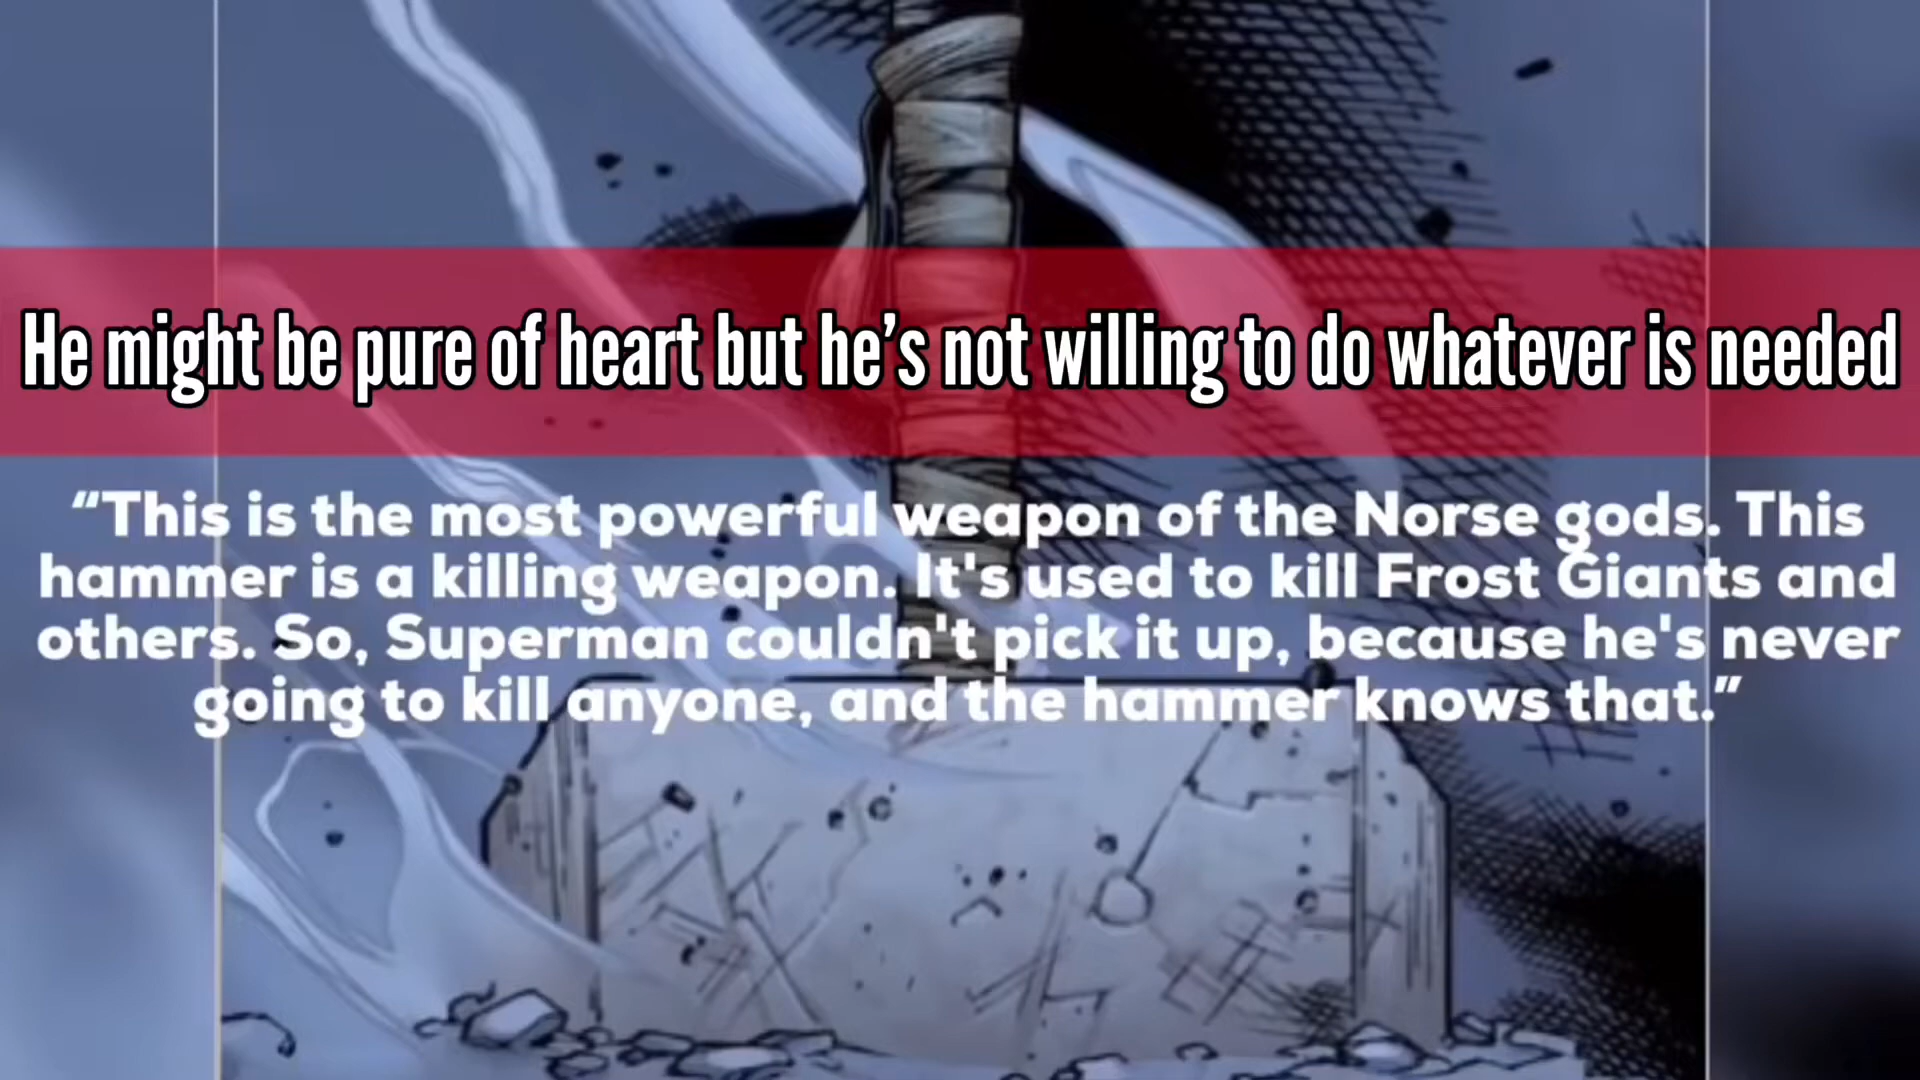 He might be pure of heart but he’s not willing to do whatever is needed
“This is the most powerful weapon of the Norse gods. This
hammer is a killing weapon. It's used to kill Frost Giants and
others. So, Superman couldn't pick it up, because he's never
going to kill anyone, and the hammer knows that.”